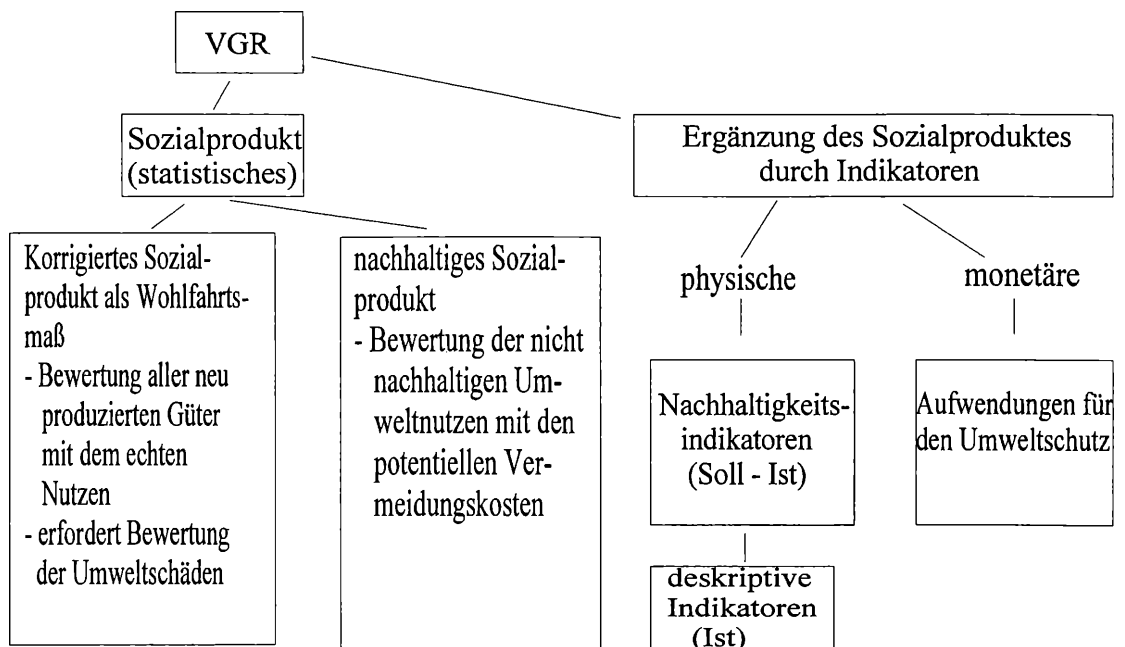 VGR
Sozialprodukt
(statistisches)
Ergänzung des Sozialproduktes
durch Indikatoren
Korrigiertes Sozial-
produkt als Wohlfahrts-
maß
- Bewertung aller neu
produzierten Güter
mit dem echten
Nutzen
- erfordert Bewertung
der Umweltschäden
nachhaltiges Sozial-
produkt
- Bewertung der nicht
nachhaltigen Um-
weltnutzen mit den
potentiellen Ver-
meidungskosten
physische
monetäre
Nachhaltigkeits-
indikatoren
(Soll - Ist)
Aufwendungen für
den Umweltschutz
deskriptive
Indikatoren
(Ist)